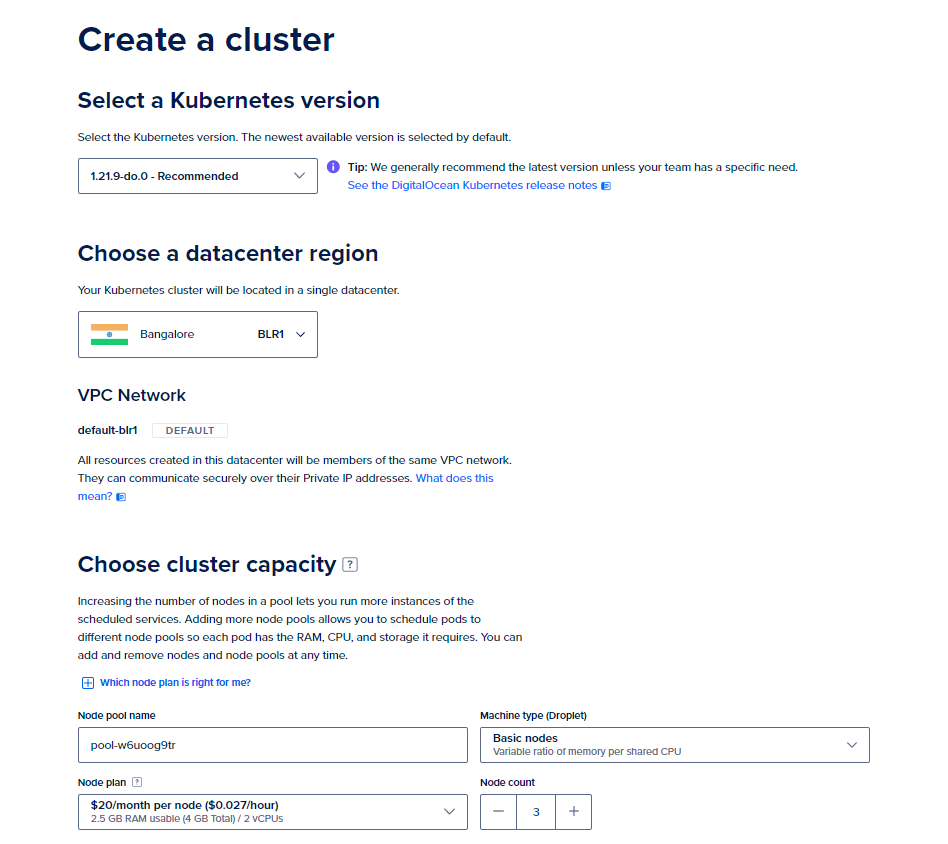 Create a cluster
Select a Kubernetes version
Select the Kubernetes version. The newest available version is selected by default.
1.21.9-do.0 - Recommended
Tip: We generally recommend the latest version unless your team has a specific need.
See the DigitalOcean Kubernetes release notes
Choose a datacenter region
Your Kubernetes cluster will be located in a single datacenter.
Bangalore BLR1
VPC Network
default-blr1 DEFAULT
All resources created in this datacenter will be members of the same VPC network.
They can communicate securely over their Private IP addresses. What does this
mean?
Choose cluster capacity ?
Increasing the number of nodes in a pool lets you run more instances of the
scheduled services. Adding more node pools allows you to schedule pods to
different node pools so each pod has the RAM, CPU, and storage it requires. You can
add and remove nodes and node pools at any time.
Which node plan is right for me?
Node pool name
pool-w6uoog9tr
Machine type (Droplet)
Basic nodes
Variable ratio of memory per shared CPU
Node plan ?
$20/month per node ($0.027/hour)
2.5 GB RAM usable (4 GB Total) / 2 vCPUs
Node count
3